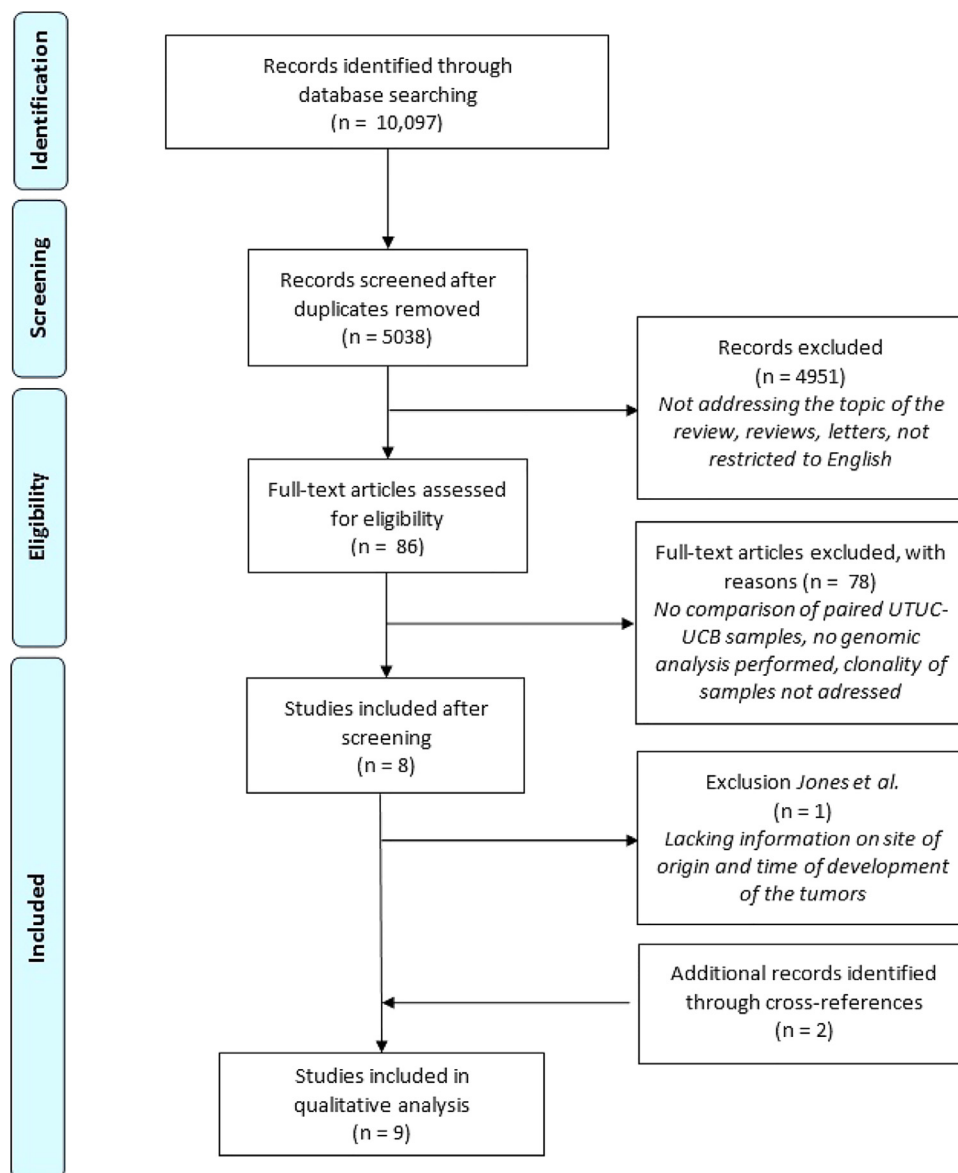 Identification
Records identified through
database searching
(n = 10,097)
Screening
Records screened after
duplicates removed
(n = 5038)
Records excluded
(n = 4951)
Not addressing the topic of the
review, reviews, letters, not
restricted to English
Eligibility
Full-text articles assessed
for eligibility
(n = 86)
Full-text articles excluded, with
reasons (n = 78)
No comparison of paired UTUC-
UCB samples, no genomic
analysis performed, clonality of
samples not adressed
Included
Studies included after
screening
(n = 8)
Exclusion Jones et al.
(n = 1)
Lacking information on site of
origin and time of development
of the tumors
Additional records identified
through cross-references
(n = 2)
Studies included in
qualitative analysis
(n = 9)